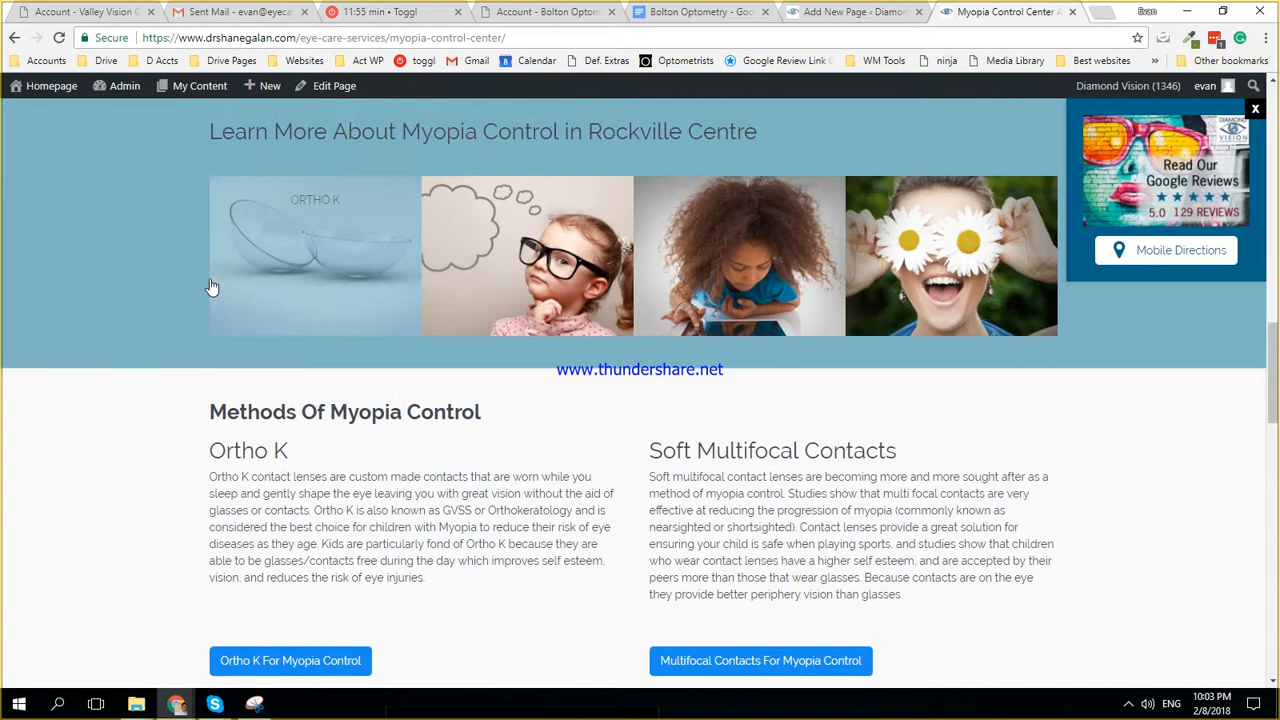 Account - Valley Vision C
Sent Mail - evan@eyeca
11:55 min • Toggl
Account - Bolton Optom
Bolton Optometry - Goo
Add New Page ‹ Diamon
Myopia Control Center A
Evan
Secure
https://www.drshanegalan.com/eye-care-services/myopia-control-center/
Accounts
Drive
D Accts
Drive Pages
Websites
Act WP
toggl
Gmail
Calendar
Def. Extras
Optometrists
Google Review Link G
WM Tools
ninja
Media Library
Best websites
»
Other bookmarks
Homepage
Admin
My Content
New
Edit Page
Diamond Vision (1346)
evan
X
Learn More About Myopia Control in Rockville Centre
ORTHO K
DIAMOND
VISION
Read Our
Google Reviews
5.0 129 REVIEWS
Mobile Directions
www.thundershare.net
Methods Of Myopia Control
Ortho K
Ortho K contact lenses are custom made contacts that are worn while you
sleep and gently shape the eye leaving you with great vision without the aid of
glasses or contacts. Ortho K is also known as GVSS or Orthokeratology and is
considered the best choice for children with Myopia to reduce their risk of eye
diseases as they age. Kids are particularly fond of Ortho K because they are
able to be glasses/contacts free during the day which improves self esteem,
vision, and reduces the risk of eye injuries.
Ortho K For Myopia Control
Soft Multifocal Contacts
Soft multifocal contact lenses are becoming more and more sought after as a
method of myopia control. Studies show that multi focal contacts are very
effective at reducing the progression of myopia (commonly known as
nearsighted or shortsighted). Contact lenses provide a great solution for
ensuring your child is safe when playing sports, and studies show that children
who wear contact lenses have a higher self esteem, and are accepted by their
peers more than those that wear glasses. Because contacts are on the eye
they provide better periphery vision than glasses.
Multifocal Contacts For Myopia Control
ENG
10:03 PM
2/8/2018